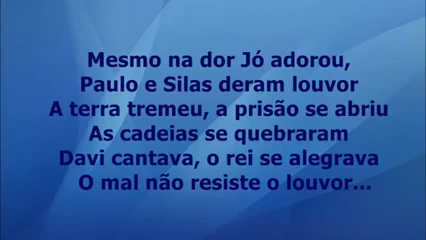 Mesmo na dor Jó adorou,
Paulo e Silas deram louvor
A terra tremeu, a prisão se abriu
As cadeias se quebraram
Davi cantava, o rei se alegrava
O mal não resiste o louvor...